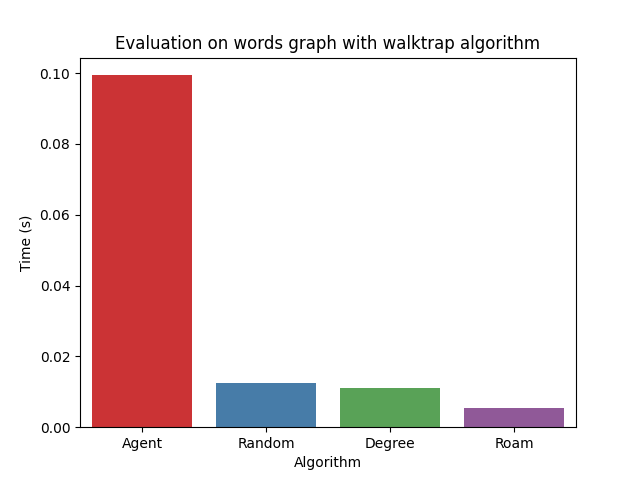 Evaluation on words graph with walktrap algorithm
Time (s)
0.10
0.08
0.06
0.04
0.02
0.00
Agent Random Degree Roam
Algorithm